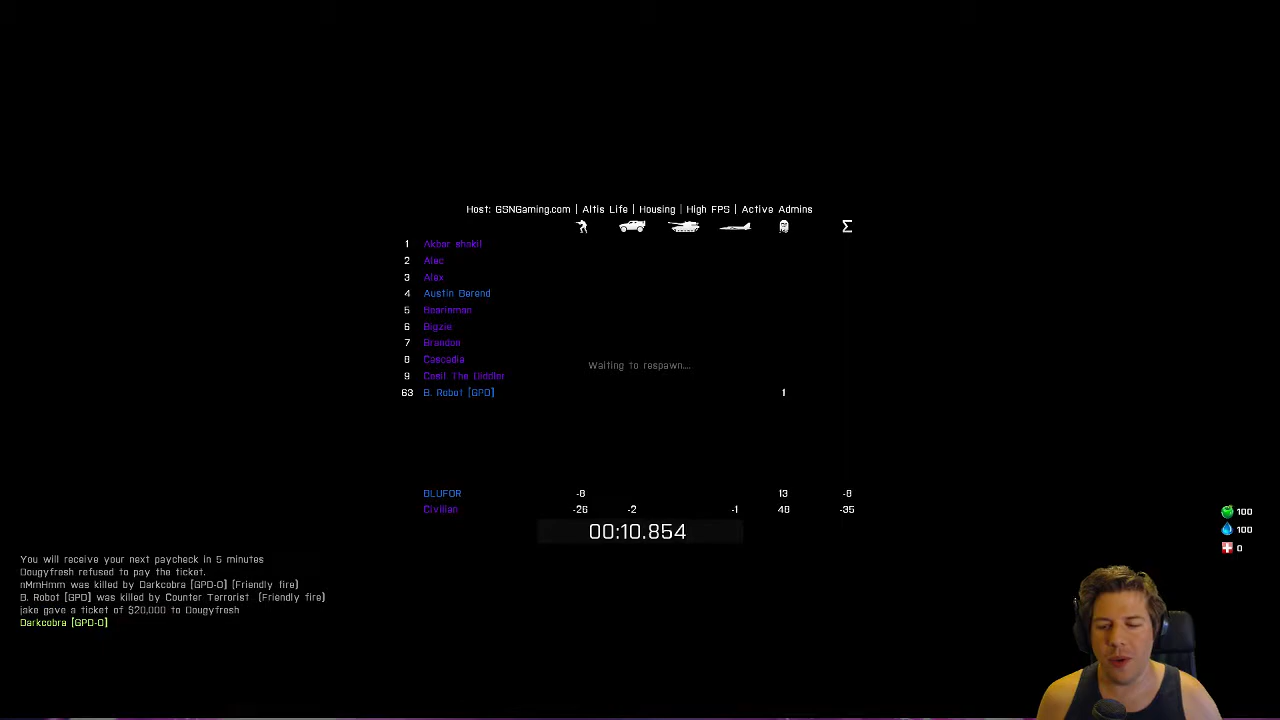 Host: GSNGaming.com | Altis Life | Housing | High FPS | Active Admins
Σ
1 Akbar shakil
2 Alec
3 Alex
4 Austin Berend
5 Bearinman
6 Bigzie
7 Brandon
8 Cascadia
9 Casil The Diddler
Waiting to respawn....
63 B. Robot [GPD] 1
BLUFOR -8 13 -8
Civilian -26 -2 -1 48 -35
00:10.854
100
100
0
You will receive your next paycheck in 5 minutes
Dougyfresh refused to pay the ticket.
nMmHmm was killed by Darkcobra [GPD-O] (Friendly fire)
B. Robot [GPD] was killed by Counter Terrorist (Friendly fire)
jake gave a ticket of $20,000 to Dougyfresh
Darkcobra [GPD-O]